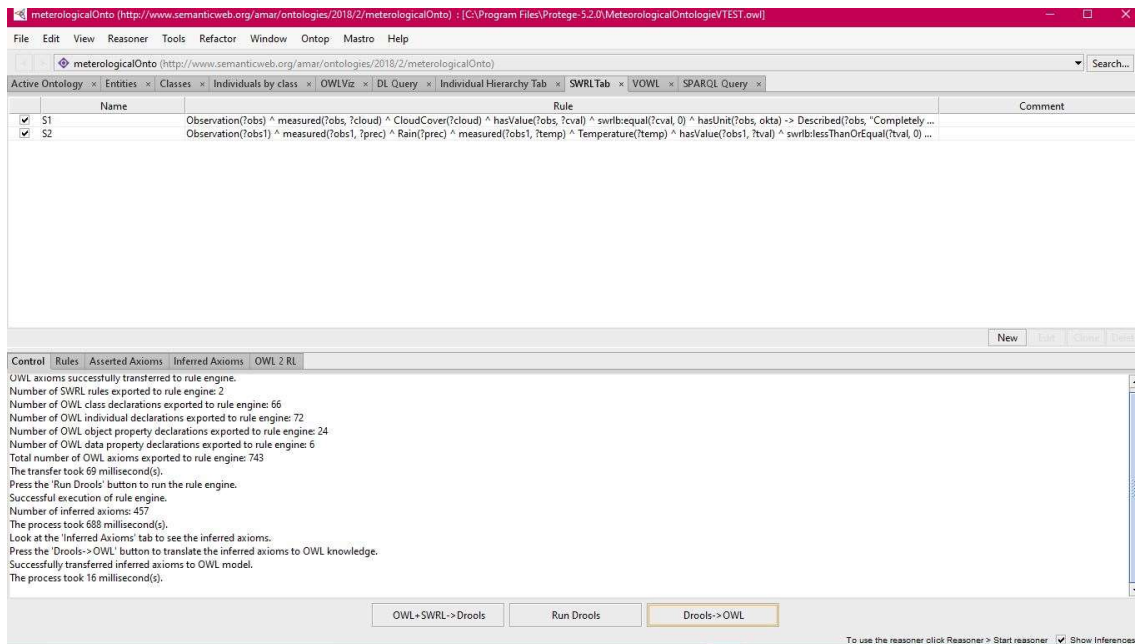 meterologicalOnto (http://www.semanticweb.org/amar/ontologies/2018/2/meterologicalOnto) : [C:\Program Files\Protege-5.2.0\MeteorologicalOntologieVTEST.owl]
File Edit View Reasoner Tools Refactor Window Ontop Mastro Help
meterologicalOnto (http://www.semanticweb.org/amar/ontologies/2018/2/meterologicalOnto) Search...
Active Ontology × Entities × Classes × Individuals by class × OWLViz × DL Query × Individual Hierarchy Tab × SWRLTab × VOWL × SPARQL Query ×
Name Rule Comment
S1 Observation(?obs) ^ measured(?obs, ?cloud) ^ CloudCover(?cloud) ^ hasValue(?obs, ?cval) ^ swrlb:equal(?cval, 0) ^ hasUnit(?obs, okta) -> Described(?obs, "Completely ...
S2 Observation(?obs1) ^ measured(?obs1, ?prec) ^ Rain(?prec) ^ measured(?obs1, ?temp) ^ Temperature(?temp) ^ hasValue(?obs1, ?tval) ^ swrlb:lessThanOrEqual(?tval, 0) ...
New Edit Clone Delete
Control Rules Asserted Axioms Inferred Axioms OWL 2 RL
OWL axioms successfully transferred to rule engine.
Number of SWRL rules exported to rule engine: 2
Number of OWL class declarations exported to rule engine: 66
Number of OWL individual declarations exported to rule engine: 72
Number of OWL object property declarations exported to rule engine: 24
Number of OWL data property declarations exported to rule engine: 6
Total number of OWL axioms exported to rule engine: 743
The transfer took 69 millisecond(s).
Press the 'Run Drools' button to run the rule engine.
Successful execution of rule engine.
Number of inferred axioms: 457
The process took 688 millisecond(s).
Look at the 'Inferred Axioms' tab to see the inferred axioms.
Press the 'Drools->OWL' button to translate the inferred axioms to OWL knowledge.
Successfully transferred inferred axioms to OWL model.
The process took 16 millisecond(s).
OWL+SWRL->Drools Run Drools Drools->OWL
To use the reasoner click Reasoner > Start reasoner Show Inferences